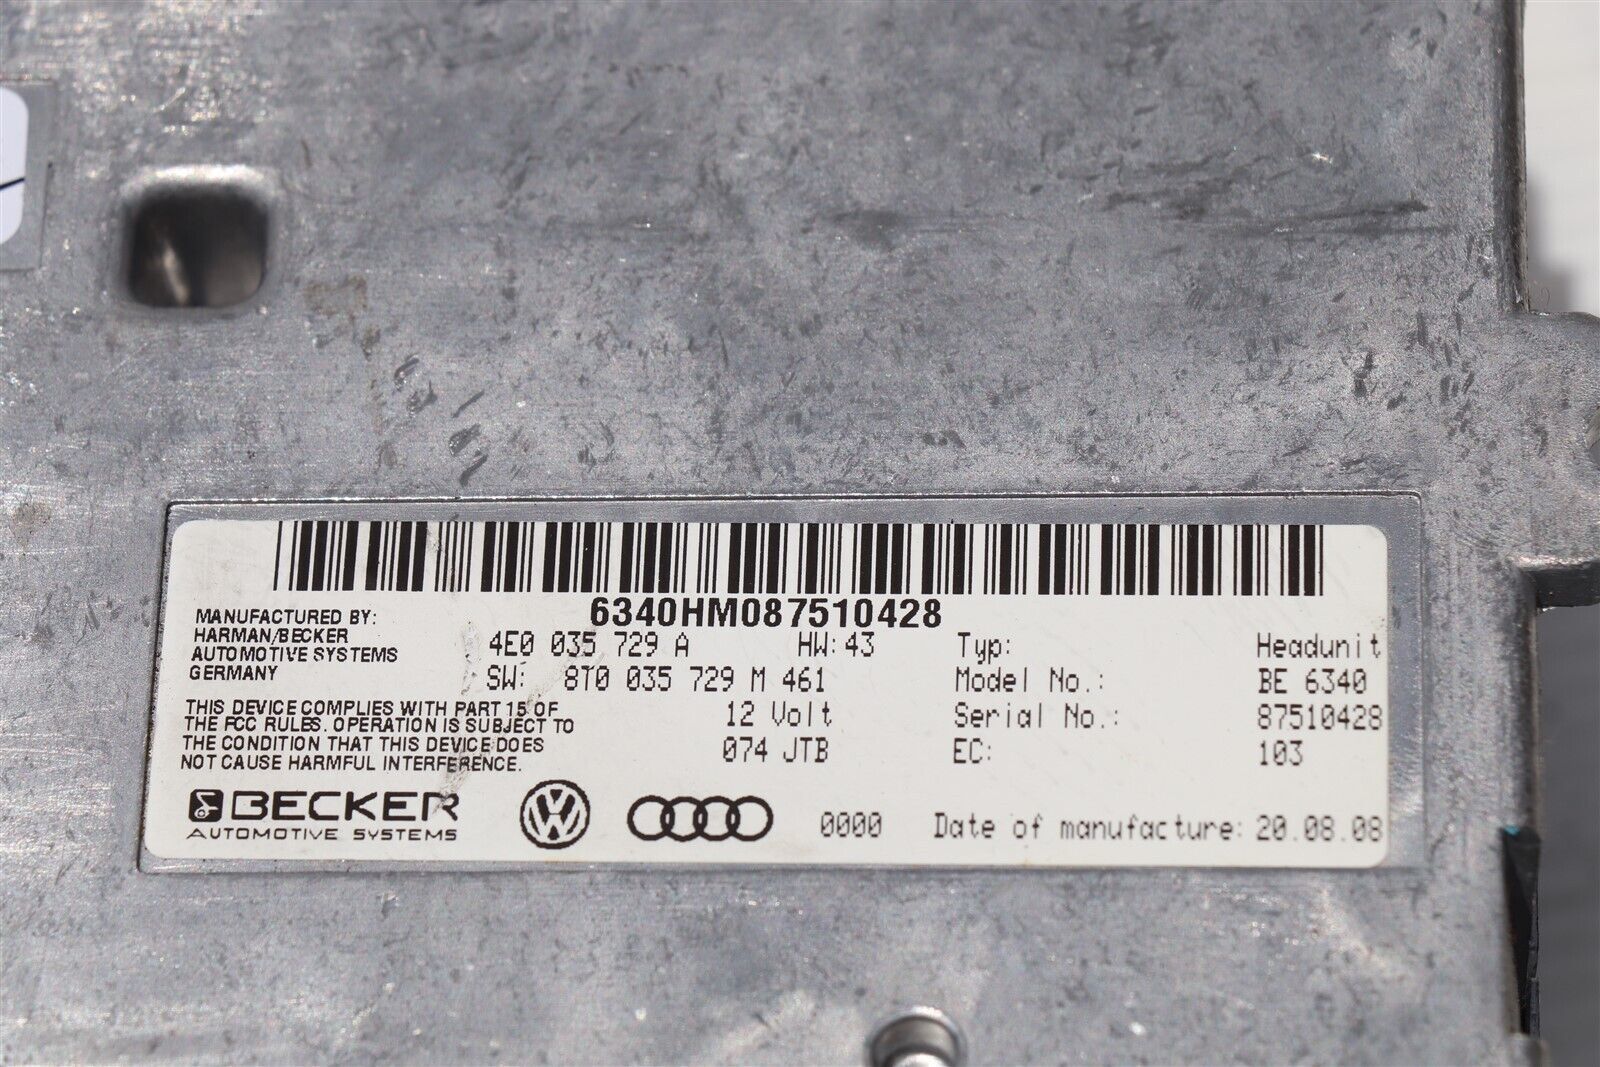 6340HM087510428
MANUFACTURED BY:
HARMAN/BECKER
AUTOMOTIVE SYSTEMS
GERMANY
4E0 035 729 A HW: 43
SW: 8T0 035 729 M 461
12 Volt
074 JTB
Typ: Headunit
Model No.: BE 6340
Serial No.: 87510428
EC: 103
THIS DEVICE COMPLIES WITH PART 15 OF
THE FCC RULES. OPERATION IS SUBJECT TO
THE CONDITION THAT THIS DEVICE DOES
NOT CAUSE HARMFUL INTERFERENCE.
BECKER
AUTOMOTIVE SYSTEMS
VW
0000 Date of manufacture: 20.08.08